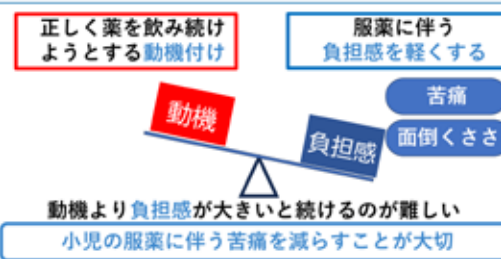 正しく薬を飲み続け
ようとする動機付け
服薬に伴う
負担感を軽くする
動機
負担感
苦痛
面倒くささ
動機より負担感が大きいと続けるのが難しい
小児の服薬に伴う苦痛を減らすことが大切